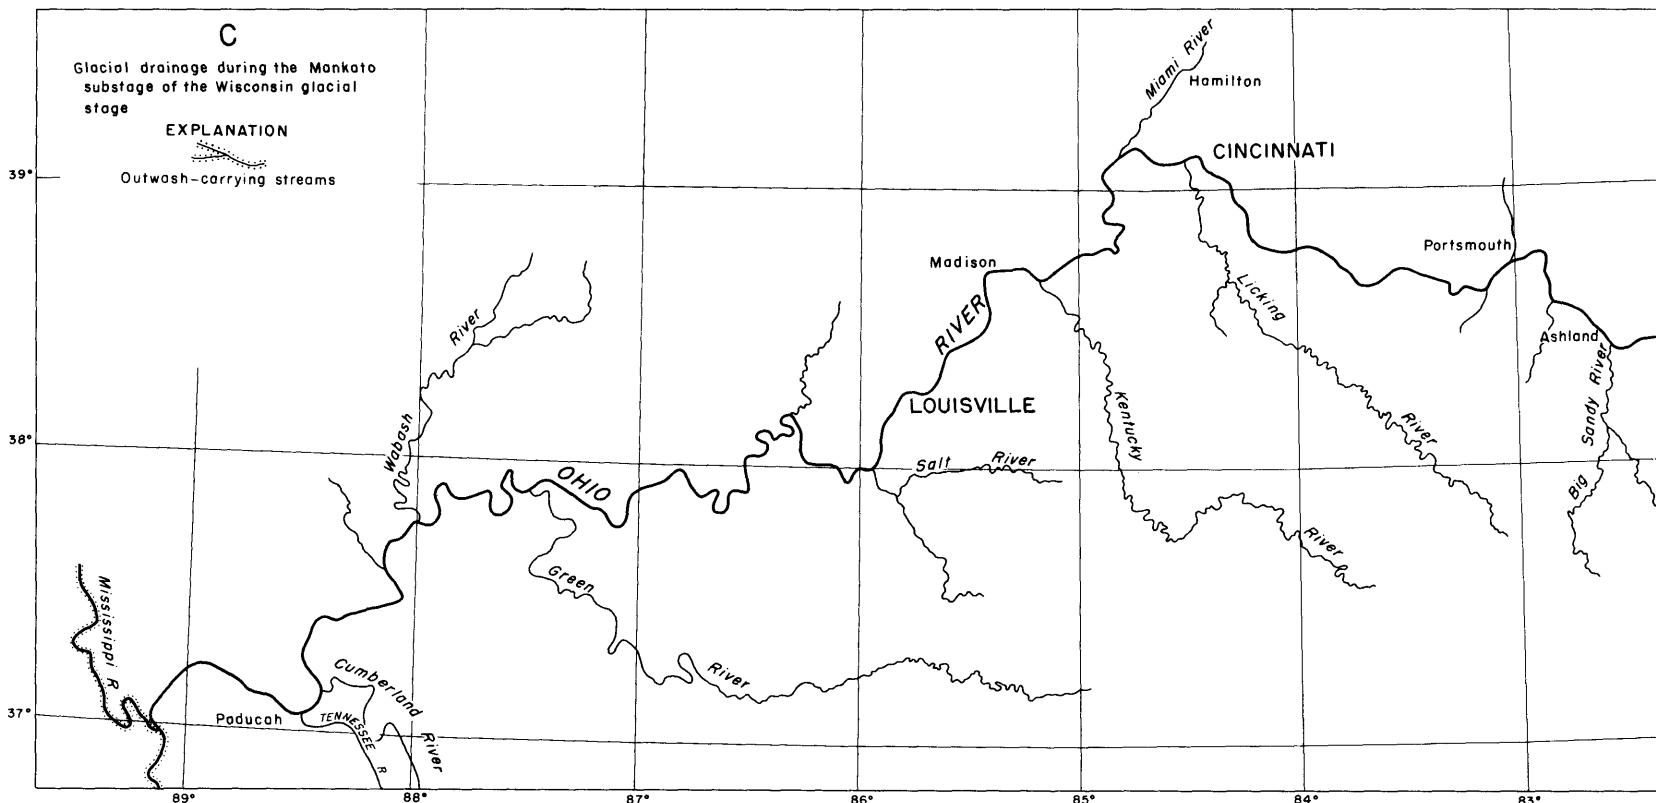 C
Glacial drainage during the Mankato
substage of the Wisconsin glacial
stage
EXPLANATION
Outwash-carrying streams
Miami River
Hamilton
CINCINNATI
39°
Portsmouth
Madison
Licking
River
RIVER
River
Ashland
LOUISVILLE
Kentucky
River
Sandy River
Big
38°
Wabash
Salt River
OHIO
River
Green
Mississippi R
River
Cumberland
River
37°
Paducah
TENNESSEE
R
89°
88°
87°
86°
85°
84°
83°